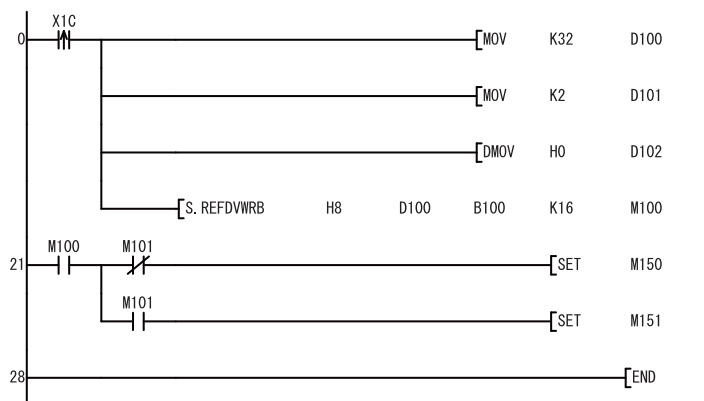 X1C
0 MOV K32 D100
MOV K2 D101
DMOV H0 D102
S.REFDVWRB H8 D100 B100 K16 M100
M100 M101
21 SET M150
M101
SET M151
28 END